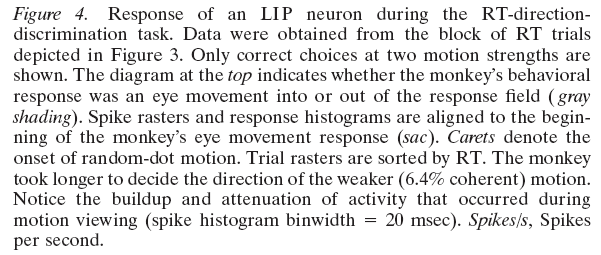 Figure 4. Response of an LIP neuron during the RT-direction-
discrimination task. Data were obtained from the block of RT trials
depicted in Figure 3. Only correct choices at two motion strengths are
shown. The diagram at the top indicates whether the monkey's behavioral
response was an eye movement into or out of the response field (gray
shading). Spike rasters and response histograms are aligned to the begin-
ning of the monkey's eye movement response (sac). Carets denote the
onset of random-dot motion. Trial rasters are sorted by RT. The monkey
took longer to decide the direction of the weaker (6.4% coherent) motion.
Notice the buildup and attenuation of activity that occurred during
motion viewing (spike histogram binwidth = 20 msec). Spikes/s, Spikes
per second.